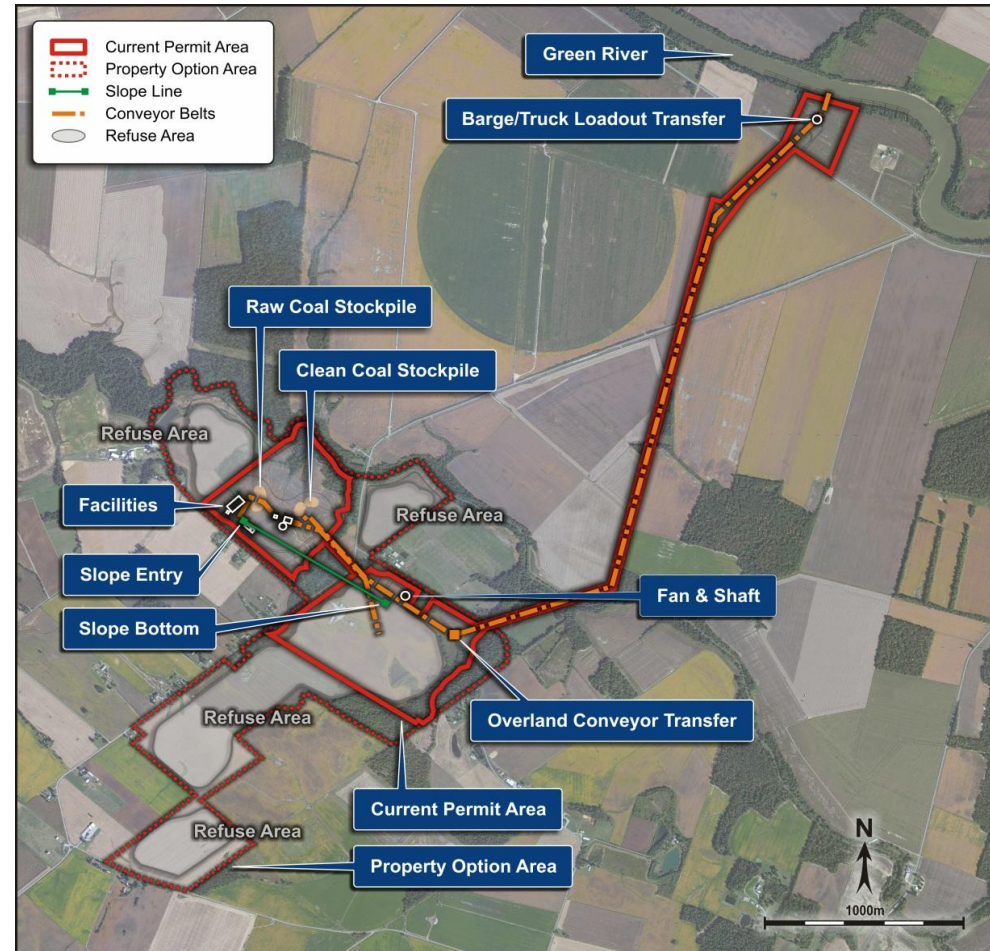 Current Permit Area
Property Option Area
Slope Line
Conveyor Belts
Refuse Area
Green River
Barge/Truck Loadout Transfer
Raw Coal Stockpile
Clean Coal Stockpile
Refuse Area
Facilities
Refuse Area
Slope Entry
Fan & Shaft
Slope Bottom
Refuse Area
Overland Conveyor Transfer
Current Permit Area
Refuse Area
Property Option Area
N
1000m